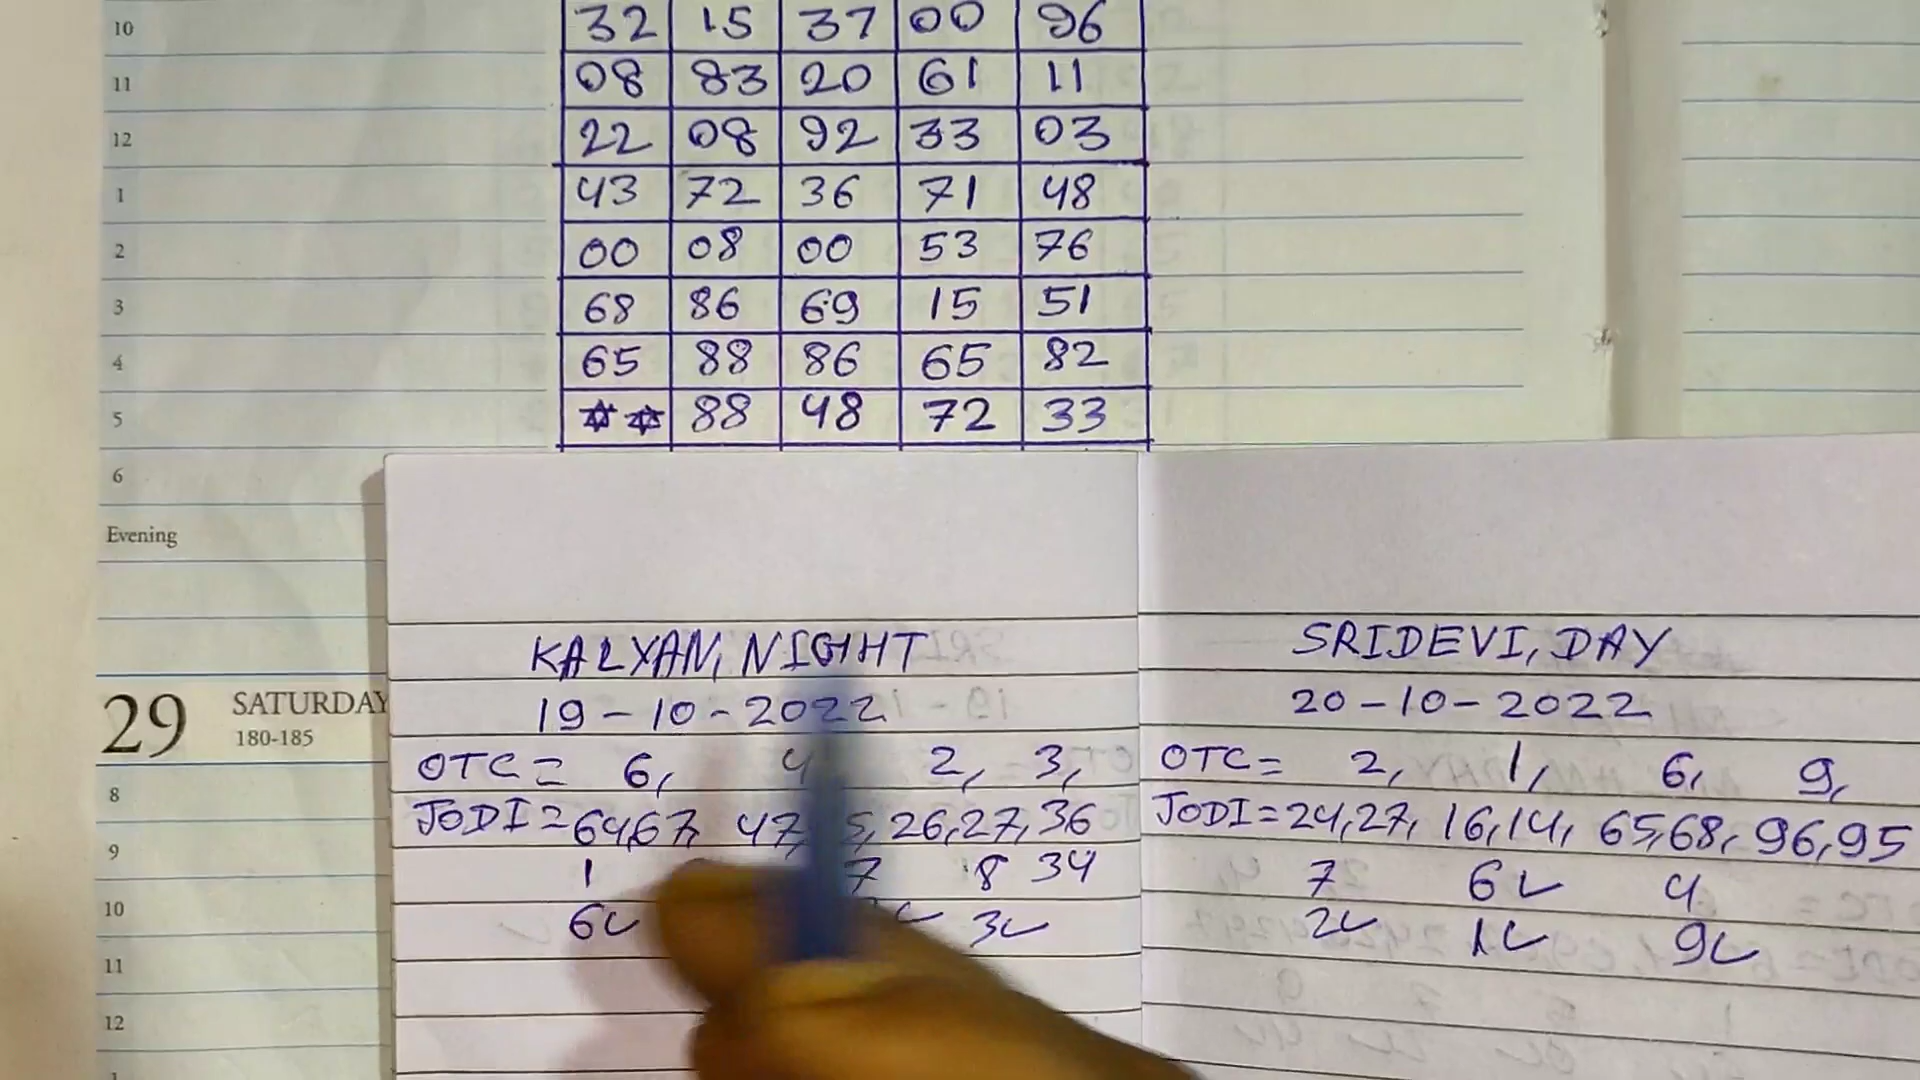 10 32 15 37 00 96
11 08 83 20 61 11
12 22 08 92 33 03
1 43 72 36 71 48
2 00 08 00 53 76
3 68 86 69 15 51
4 65 88 86 65 82
5 ✡✡ 88 48 72 33
6
Evening
29 SATURDAY
180-185
8
9
10
11
12
KALYAN, NIGHT
19-10-2022
OTC = 6, 4 2, 3,
JODI = 64,67, 47, 5, 26,27,36
1 7 8 34
6✓ ✓ 3✓
SRIDEVI, DAY
20-10-2022
OTC = 2, 1, 6, 9,
JODI = 24,27, 16,14, 65,68, 96,95
7 6✓ 4
2✓ 1✓ 9✓